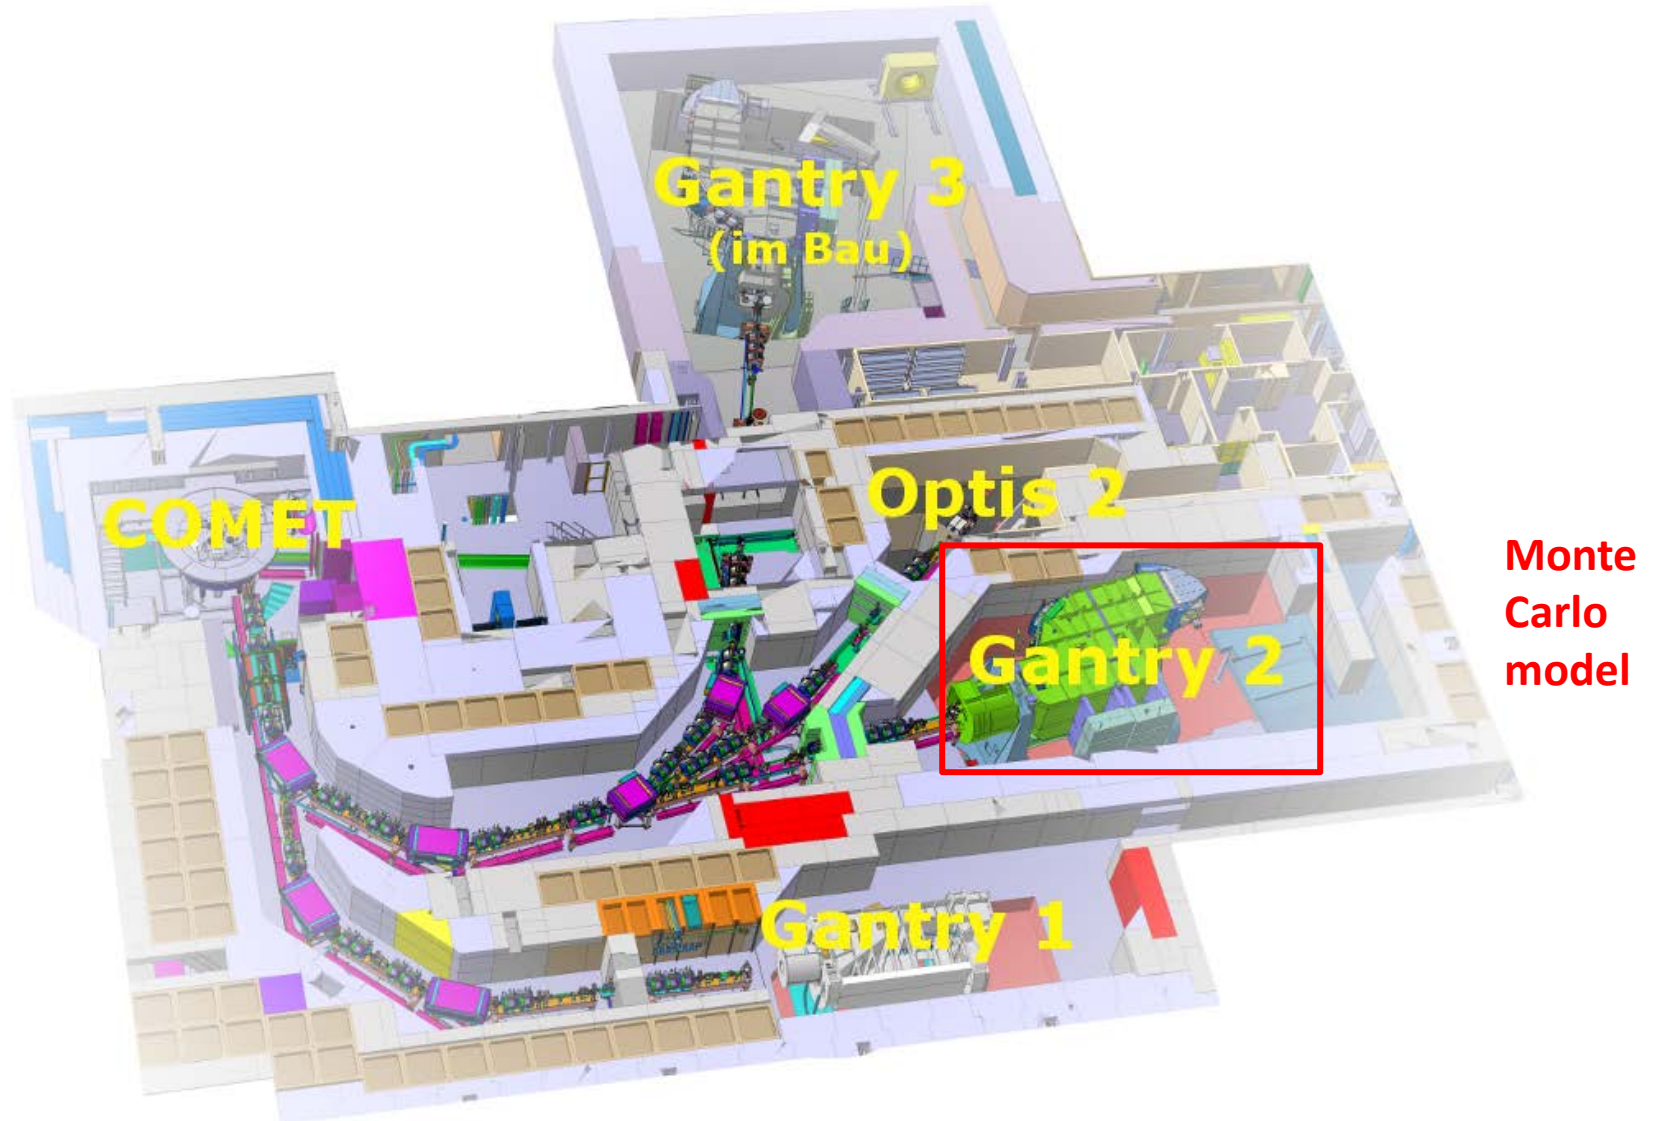 Gantry 3
(im Bau)
Optis 2
COMET
Gantry 2
Monte
Carlo
model
Gantry 1